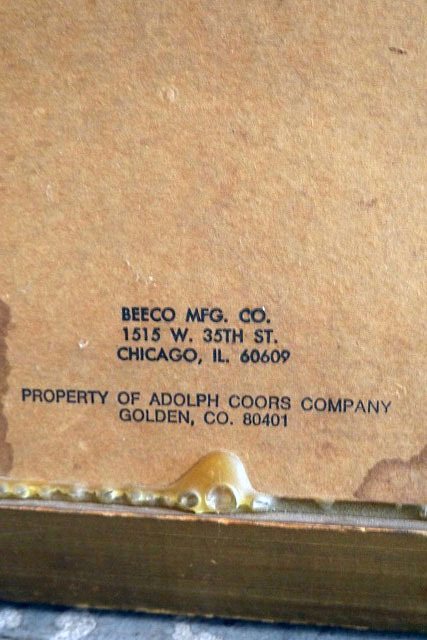 BEECO MFG. CO.
1515 W. 35TH ST.
CHICAGO, IL. 60609
PROPERTY OF ADOLPH COORS COMPANY
GOLDEN, CO. 80401